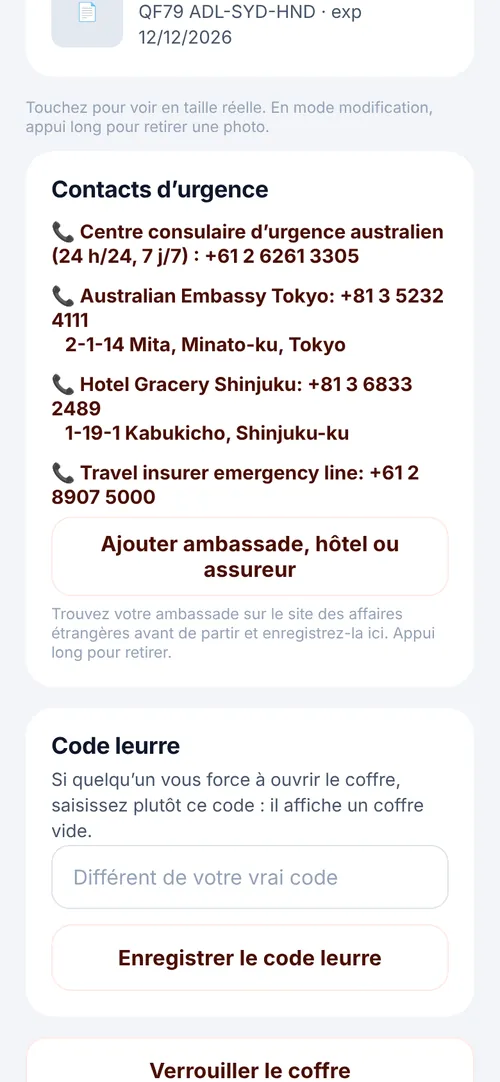 QF79 ADL-SYD-HND · exp
12/12/2026
Touchez pour voir en taille réelle. En mode modification,
appui long pour retirer une photo.
Contacts d’urgence
📞 Centre consulaire d’urgence australien
(24 h/24, 7 j/7) : +61 2 6261 3305
📞 Australian Embassy Tokyo: +81 3 5232
4111
2-1-14 Mita, Minato-ku, Tokyo
📞 Hotel Gracery Shinjuku: +81 3 6833
2489
1-19-1 Kabukicho, Shinjuku-ku
📞 Travel insurer emergency line: +61 2
8907 5000
Ajouter ambassade, hôtel ou
assureur
Trouvez votre ambassade sur le site des affaires
étrangères avant de partir et enregistrez-la ici. Appui
long pour retirer.
Code leurre
Si quelqu’un vous force à ouvrir le coffre,
saisissez plutôt ce code : il affiche un coffre
vide.
Différent de votre vrai code
Enregistrer le code leurre
Verrouiller le coffre